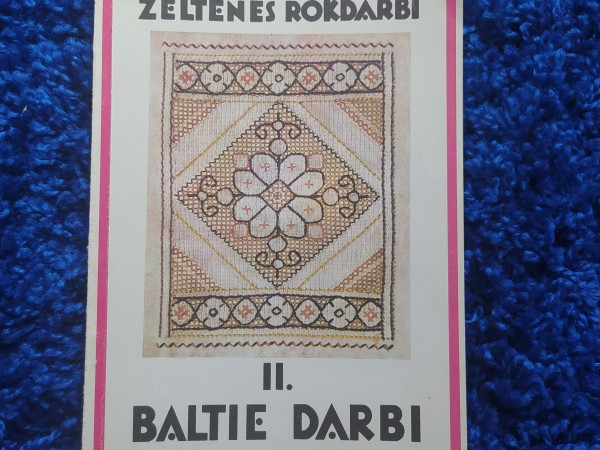 ZELTENES ROKDARBI
II.
BALTIE DARBI